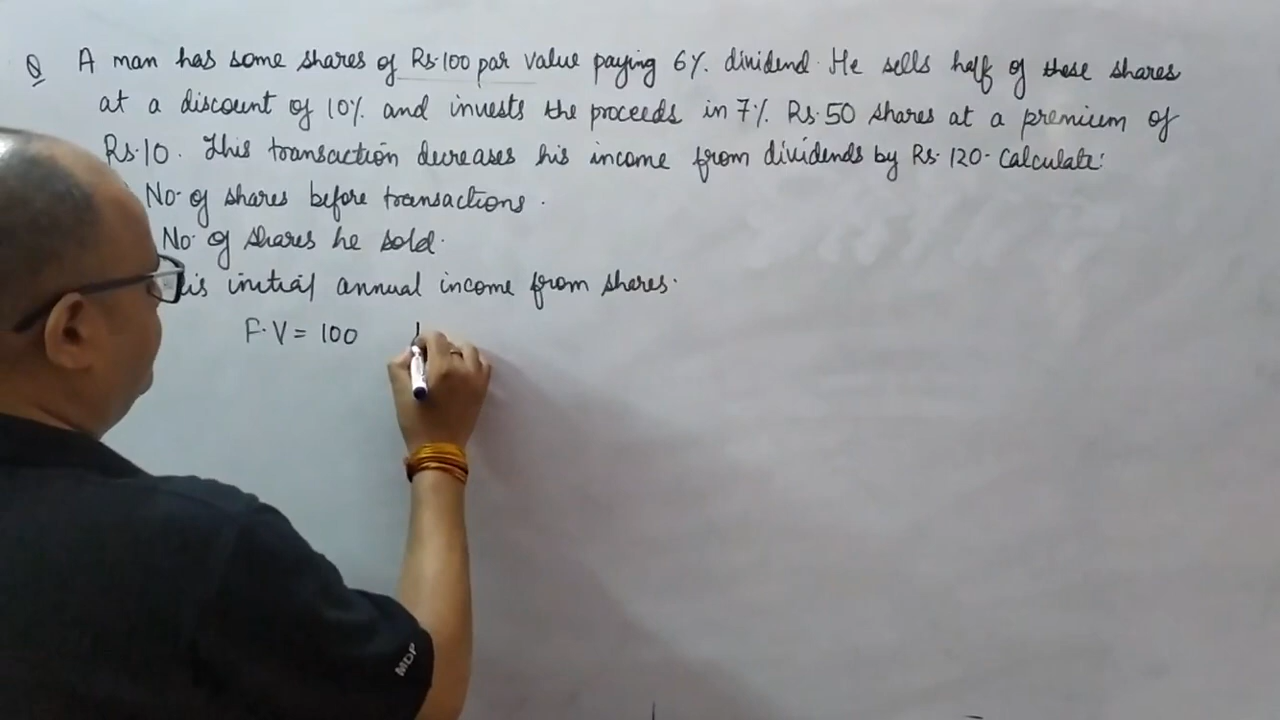 Q A man has some shares of Rs.100 par value paying 6%. dividend. He sells half of these shares
at a discount of 10% and invests the proceeds in 7%. Rs.50 shares at a premium of
Rs.10. This transaction decreases his income from dividends by Rs. 120. Calculate:
No. of shares before transactions.
No. of shares he sold.
is initial annual income from shares.
F.V = 100
MDP